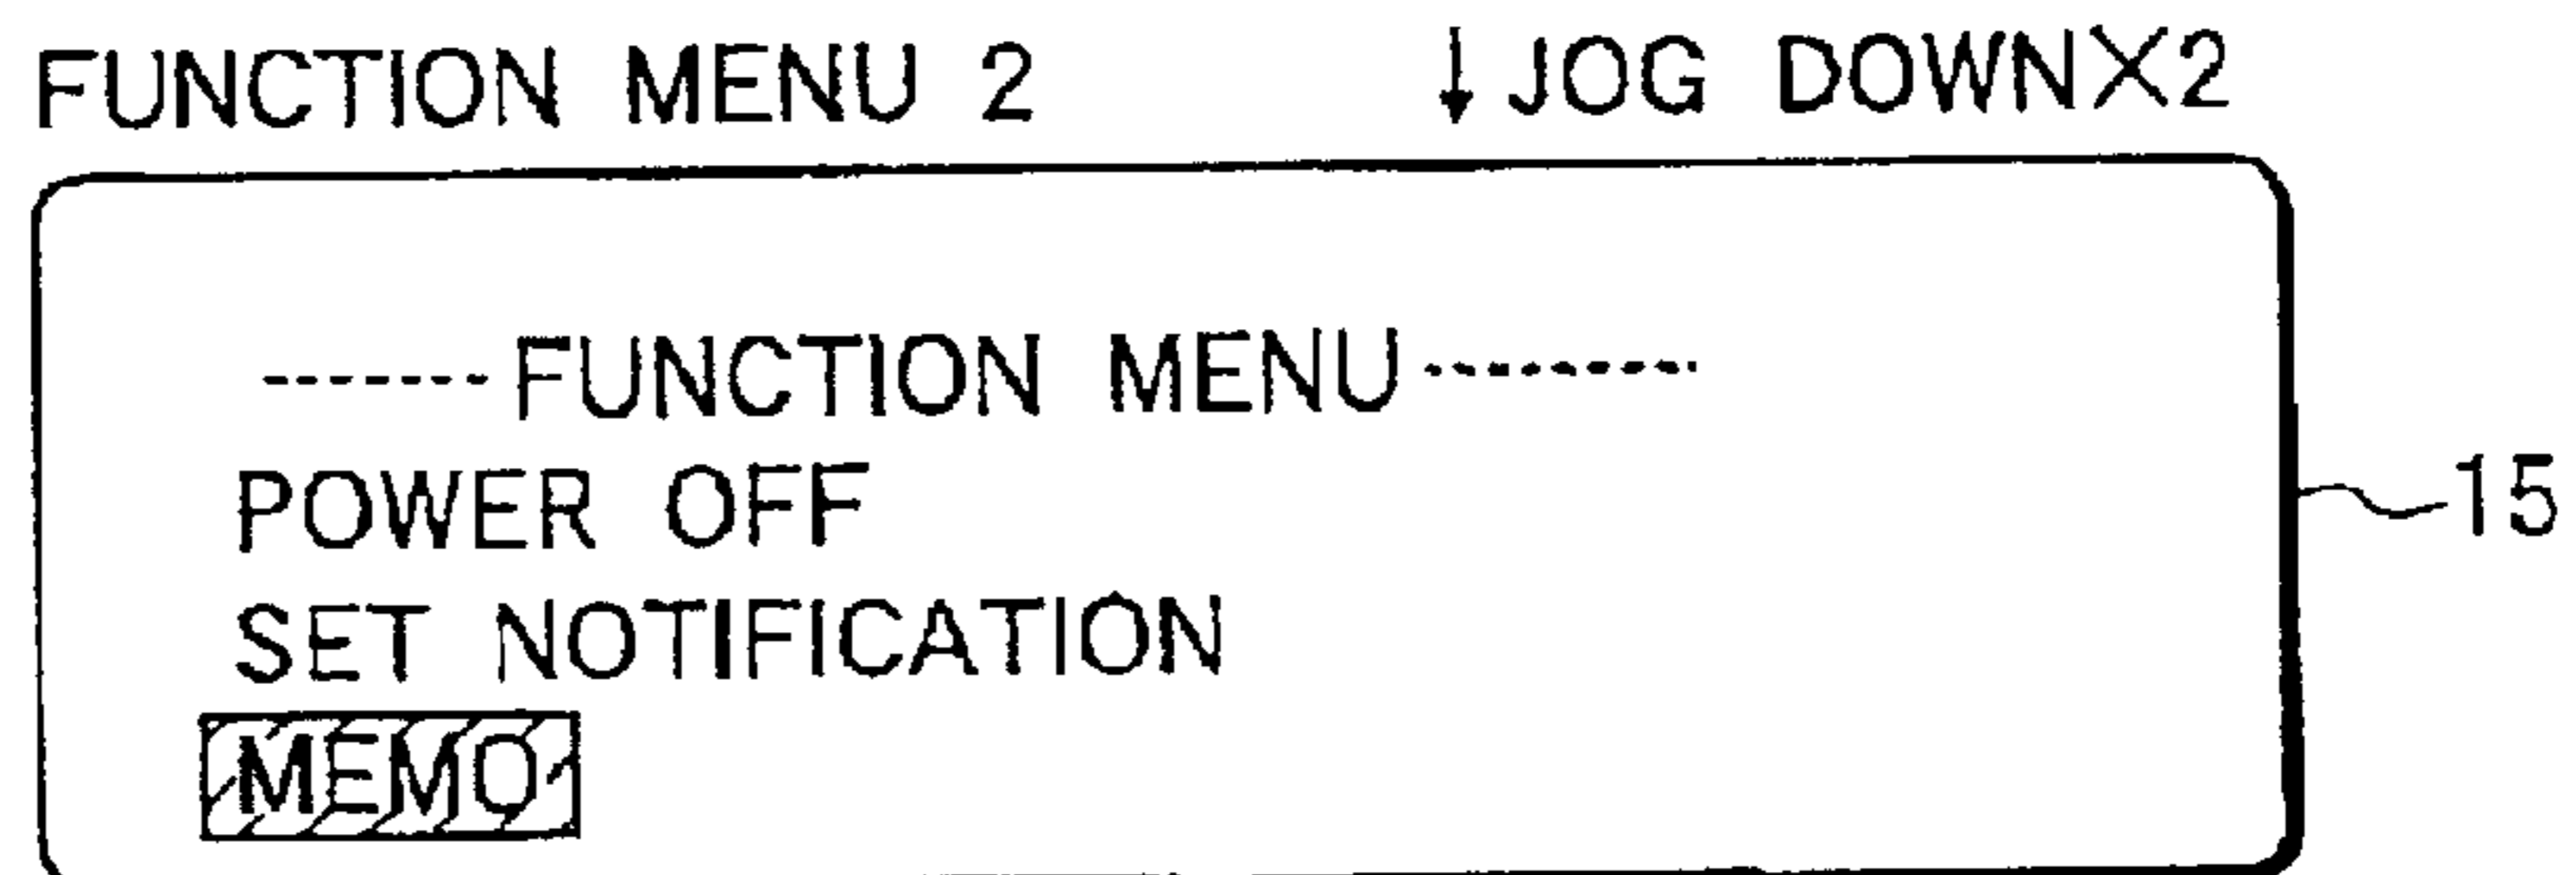 FUNCTION MENU 2 ↓JOG DOWN×2
-------FUNCTION MENU---------
POWER OFF
SET NOTIFICATION
MEMO
15